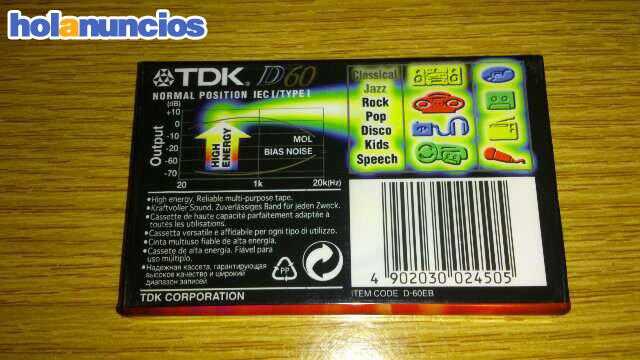 holanuncios
TDK D60
NORMAL POSITION IEC I/TYPE I
(dB)
+10
0
-10
-50
-60
-70
Output
HIGH ENERGY
MOL
BIAS NOISE
20 1k 20k(Hz)
Classical
Jazz
Rock
Pop
Disco
Kids
Speech
•High energy. Reliable multi-purpose tape.
•Kraftvoller Sound. Zuverlässiges Band für jeden Zweck.
•Cassette de haute capacité parfaitement adaptée à
toutes les utilisations.
•Cassetta versatile e affidabile per ogni tipo di utilizzo.
•Cinta multiuso fiable de alta energía.
•Cassete de alta energia. Fiável para
uso múltiplo.
•Надежная кассета, гарантирующая
высокое качество и широкий
диапазон записей
PP
TDK CORPORATION
4 902030 024505
ITEM CODE D-60EB